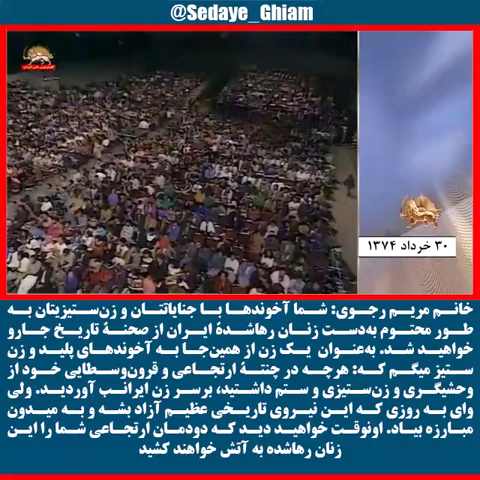 @Sedaye_Ghiam
۳۰ خرداد ۱۳۷۴
خانم مریم رجوی: شما آخوندها با جنایاتتان و زن‌ستیزیتان به
طور محتوم به‌دست زنان رهاشدهٔ ایران از صحنهٔ تاریخ جارو
خواهید شد. به‌عنوان یک زن از همین‌جا به آخوندهای پلید و زن
ستیز میگم که: هرچه در چنتهٔ ارتجاعی و قرون‌وسطایی خود از
وحشیگری و زن‌ستیزی و ستم داشتید، برسر زن ایرانی آوردید. ولی
وای به روزی که این نیروی تاریخی عظیم آزاد بشه و به میدون
مبارزه بیاد. اونوقت خواهید دید که دودمان ارتجاعی شما را این
زنان رهاشده به آتش خواهند کشید